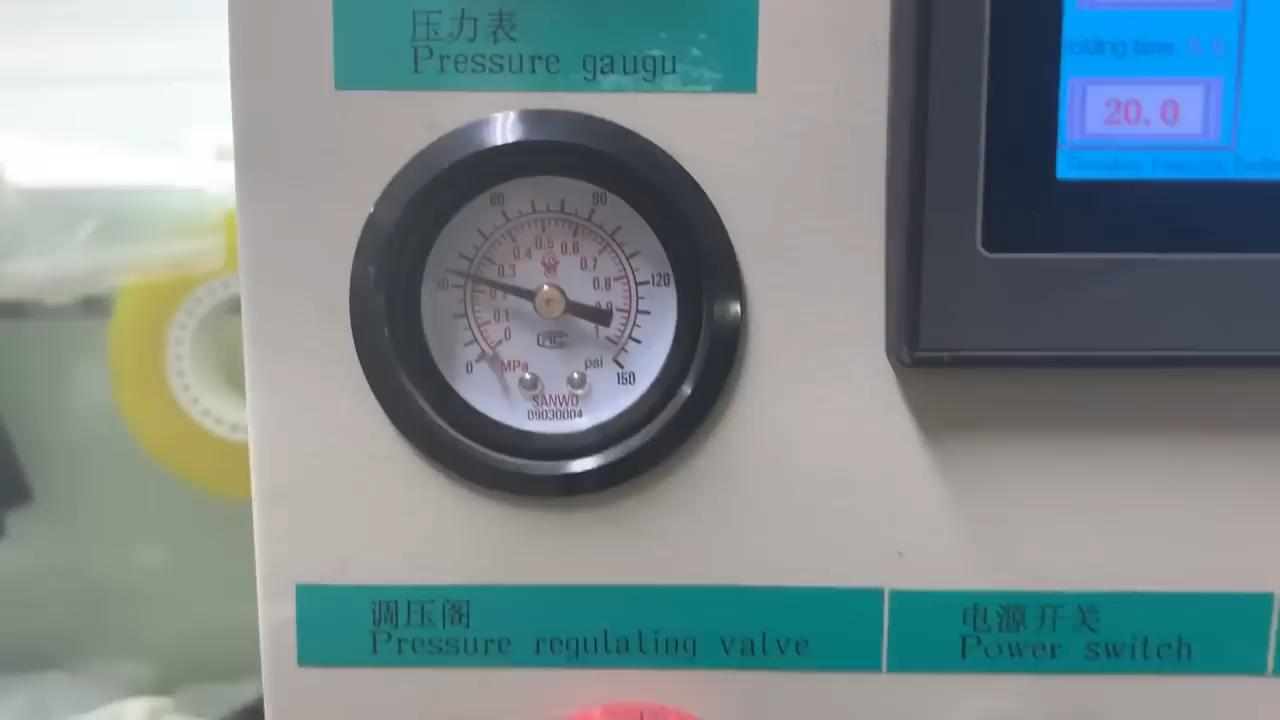 压力表
Pressure gaugu
20.0
60
90
30
120
0
150
0
0.1
0.2
0.3
0.4
0.5
0.6
0.7
0.8
0.9
1
MPa
psi
SANWO
09030004
调压阁
Pressure regulating valve
电源开关
Power switch